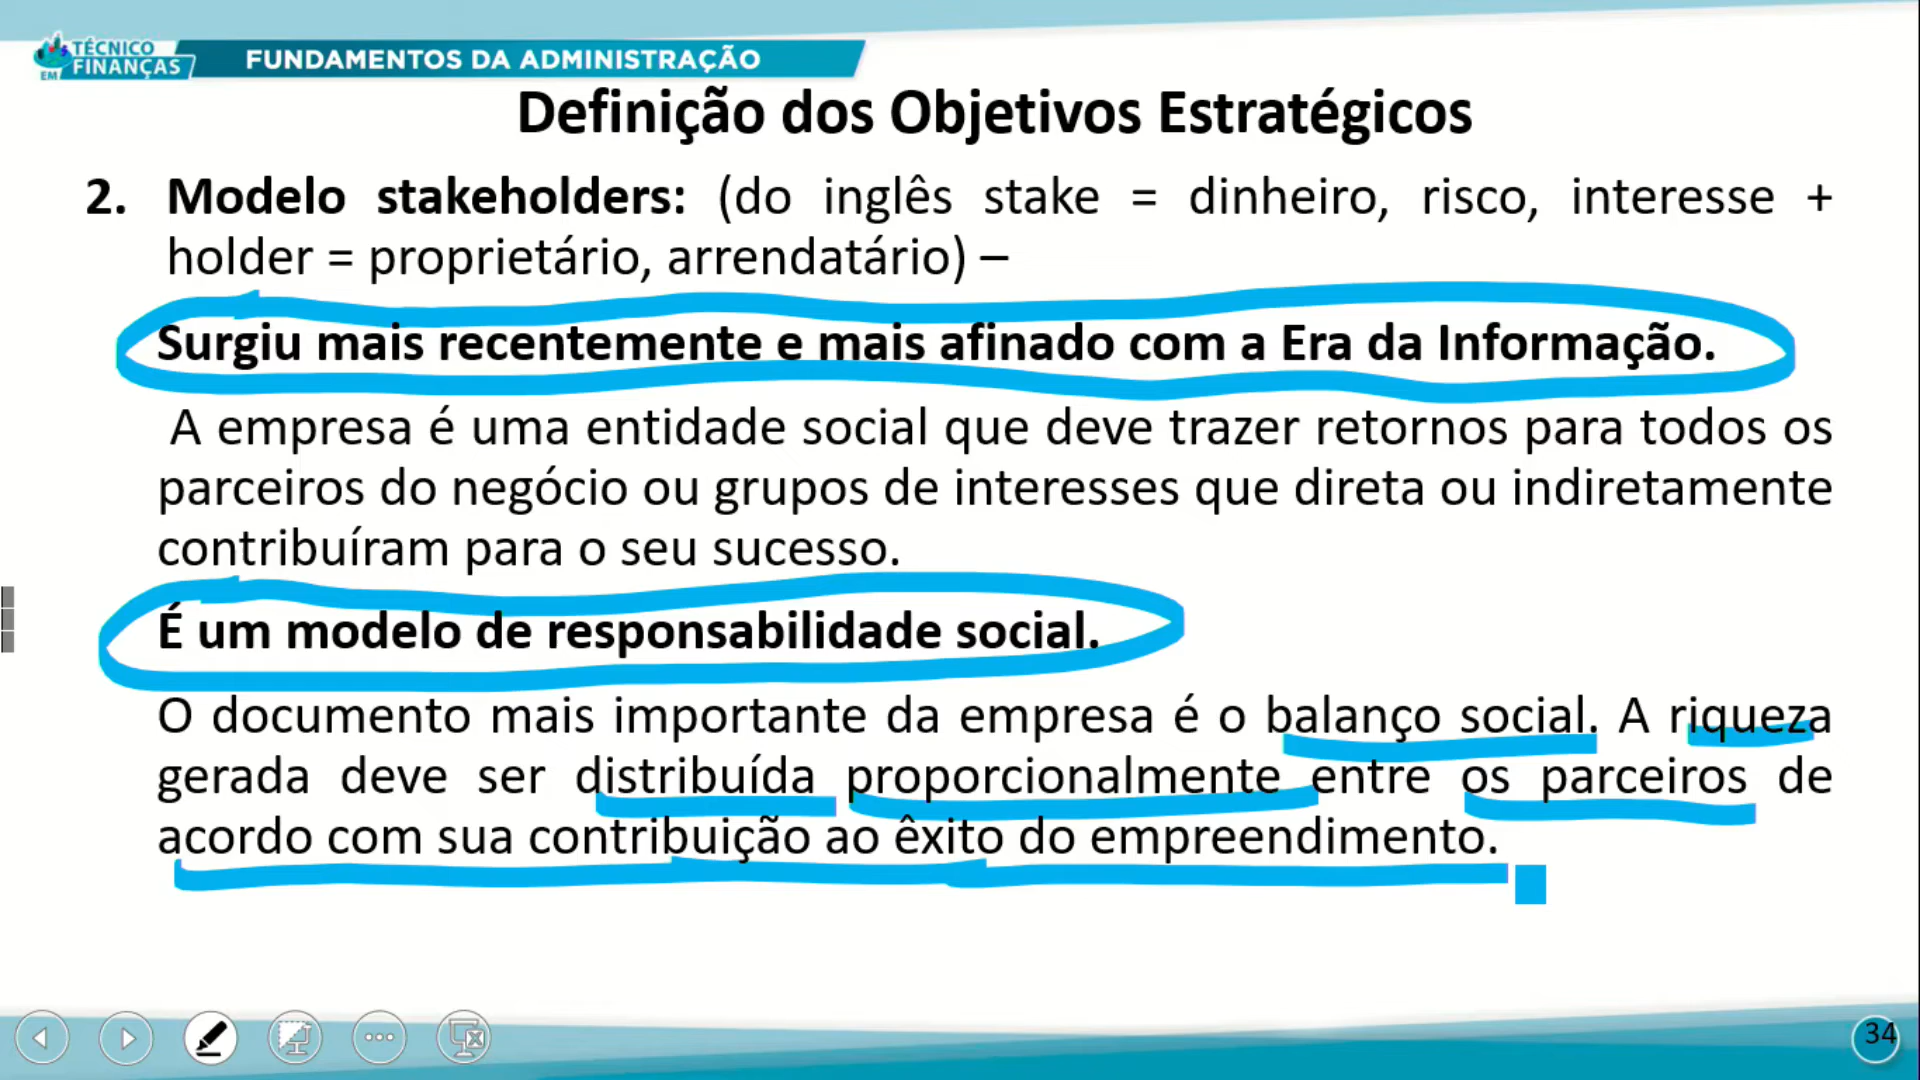 TÉCNICO
EM FINANÇAS
FUNDAMENTOS DA ADMINISTRAÇÃO
Definição dos Objetivos Estratégicos
2. Modelo stakeholders: (do inglês stake = dinheiro, risco, interesse +
holder = proprietário, arrendatário) –
Surgiu mais recentemente e mais afinado com a Era da Informação.
A empresa é uma entidade social que deve trazer retornos para todos os
parceiros do negócio ou grupos de interesses que direta ou indiretamente
contribuíram para o seu sucesso.
É um modelo de responsabilidade social.
O documento mais importante da empresa é o balanço social. A riqueza
gerada deve ser distribuída proporcionalmente entre os parceiros de
acordo com sua contribuição ao êxito do empreendimento.
34